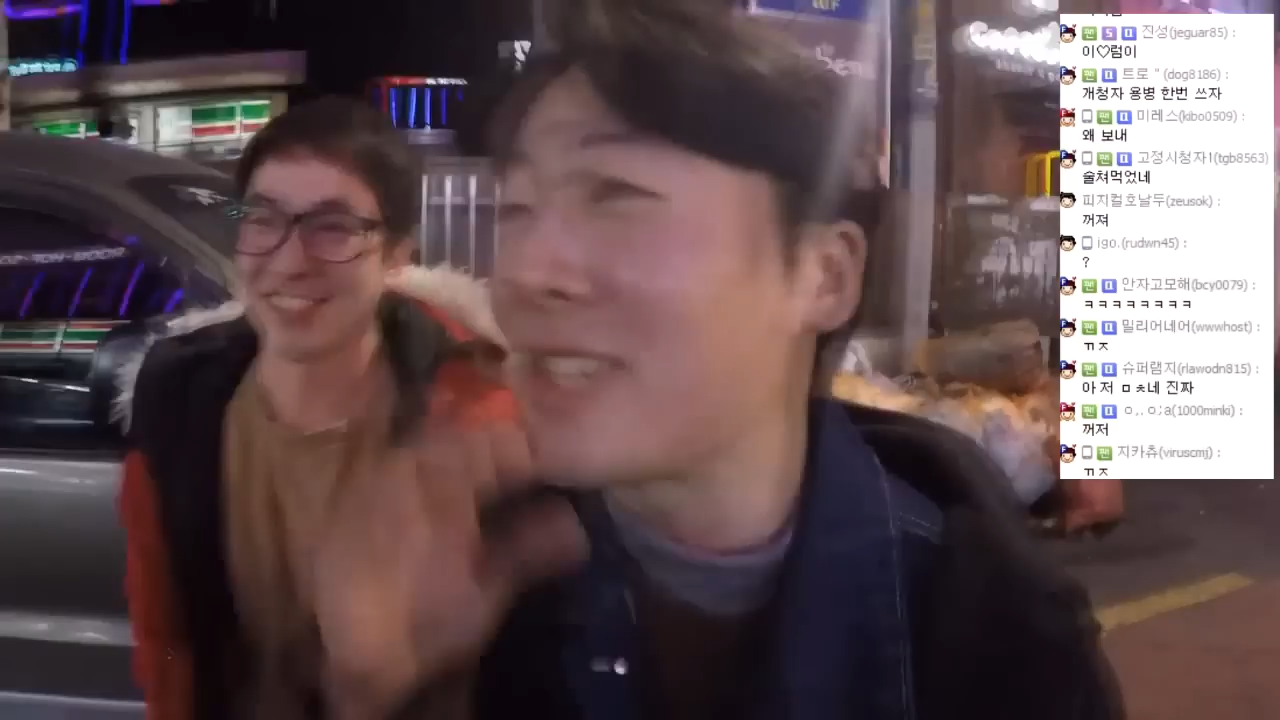 진성(jeguar85) :
이♡럼이
트로 " (dog8186) :
개청자 용병 한번 쓰자
미레스(kibo0509) :
왜 보내
고정시청자1(tgb8563)
술쳐먹었네
피지컬호날두(zeusok) :
꺼져
igo.(rudwn45) :
?
안자고모해(bcy0079) :
ㅋㅋㅋㅋㅋㅋㅋㅋ
밀리어네어(wwwhost) :
ㄲㅈ
슈퍼램지(rlawodn815) :
아 저 ㅁㅊ네 진짜
ㅇ,. ㅇ;a(1000minki) :
꺼저
지카츄(viruscmj) :
ㄲㅈ